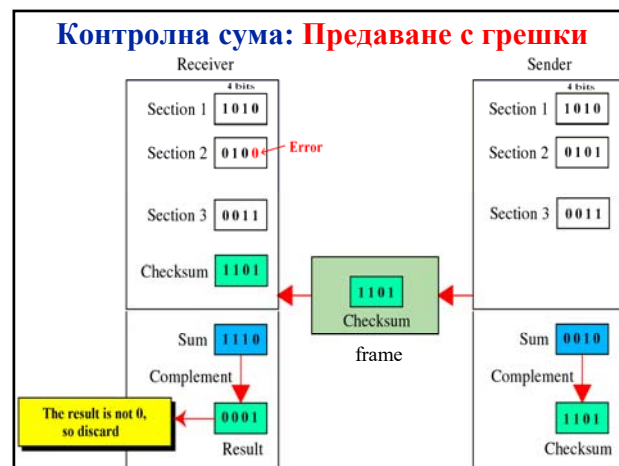 Контролна сума: Предаване с грешки
Receiver
4 bits
Section 1 1010
Section 2 0100 Error
Section 3 0011
Checksum 1101
Sum 1110
Complement
0001
Result
The result is not 0,
so discard
1101
Checksum
frame
Sender
4 bits
Section 1 1010
Section 2 0101
Section 3 0011
Sum 0010
Complement
1101
Checksum